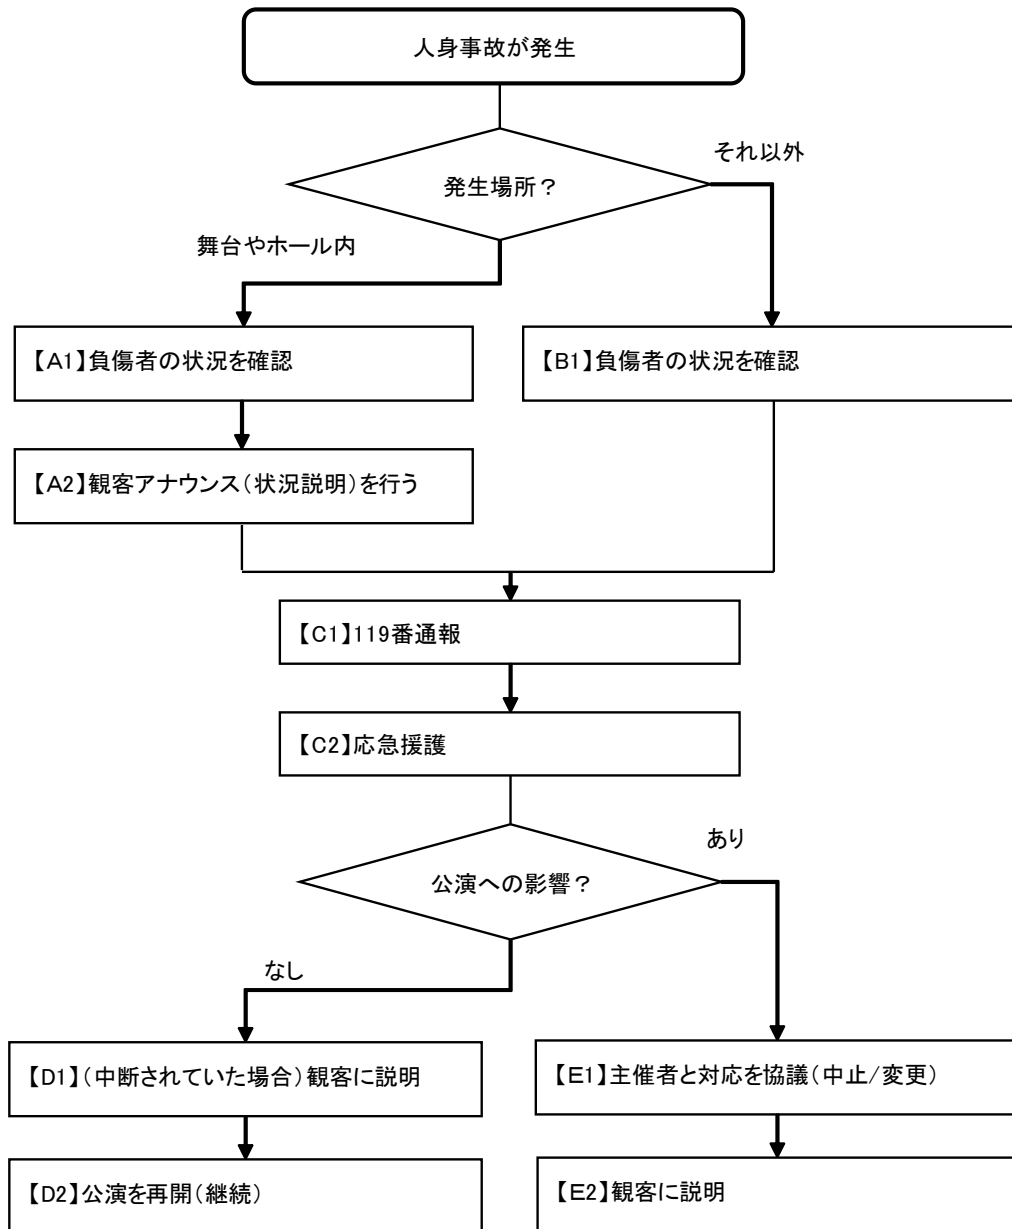 人身事故が発生
発生場所？
それ以外
舞台やホール内
【A1】負傷者の状況を確認
【B1】負傷者の状況を確認
【A2】観客アナウンス（状況説明）を行う
【C1】119番通報
【C2】応急援護
公演への影響？
あり
なし
【D1】（中断されていた場合）観客に説明
【E1】主催者と対応を協議（中止/変更）
【D2】公演を再開（継続）
【E2】観客に説明